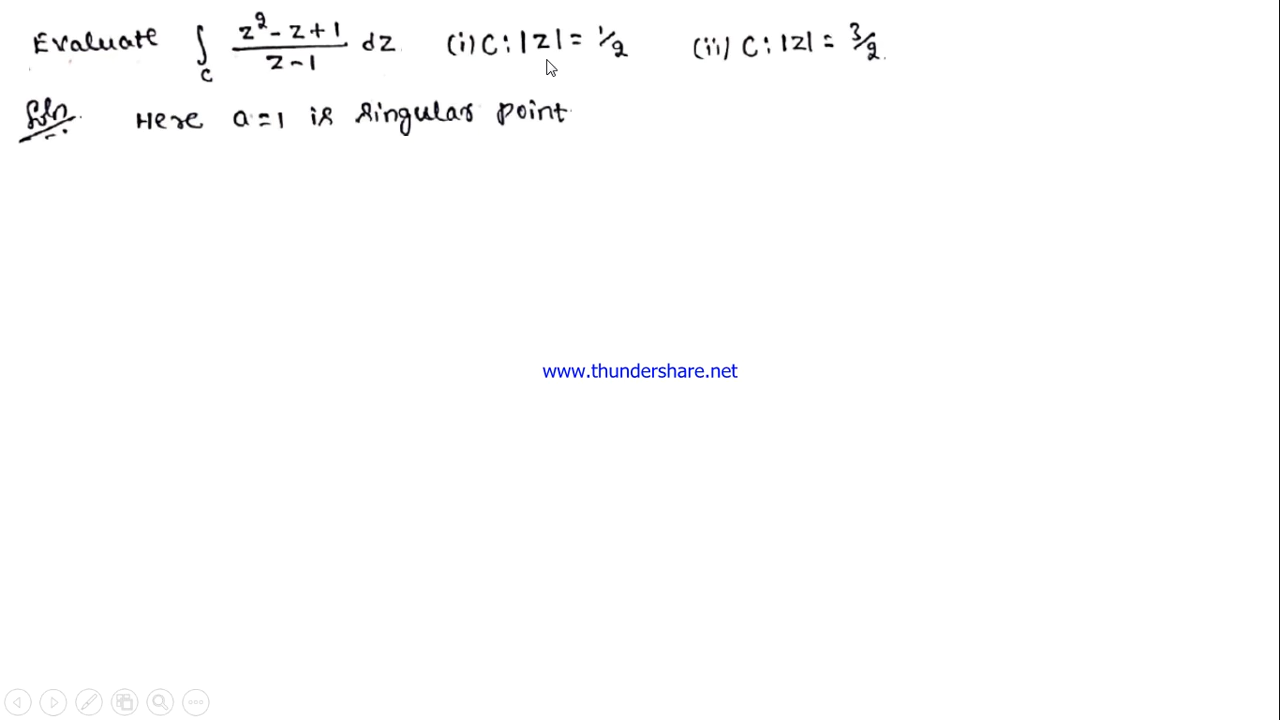 Evaluate ∫_C (z² - z + 1)/(z - 1) dz (i) C : |z| = 1/2 (ii) C : |z| = 3/2.
Soln Here a = 1 is singular point
www.thundershare.net